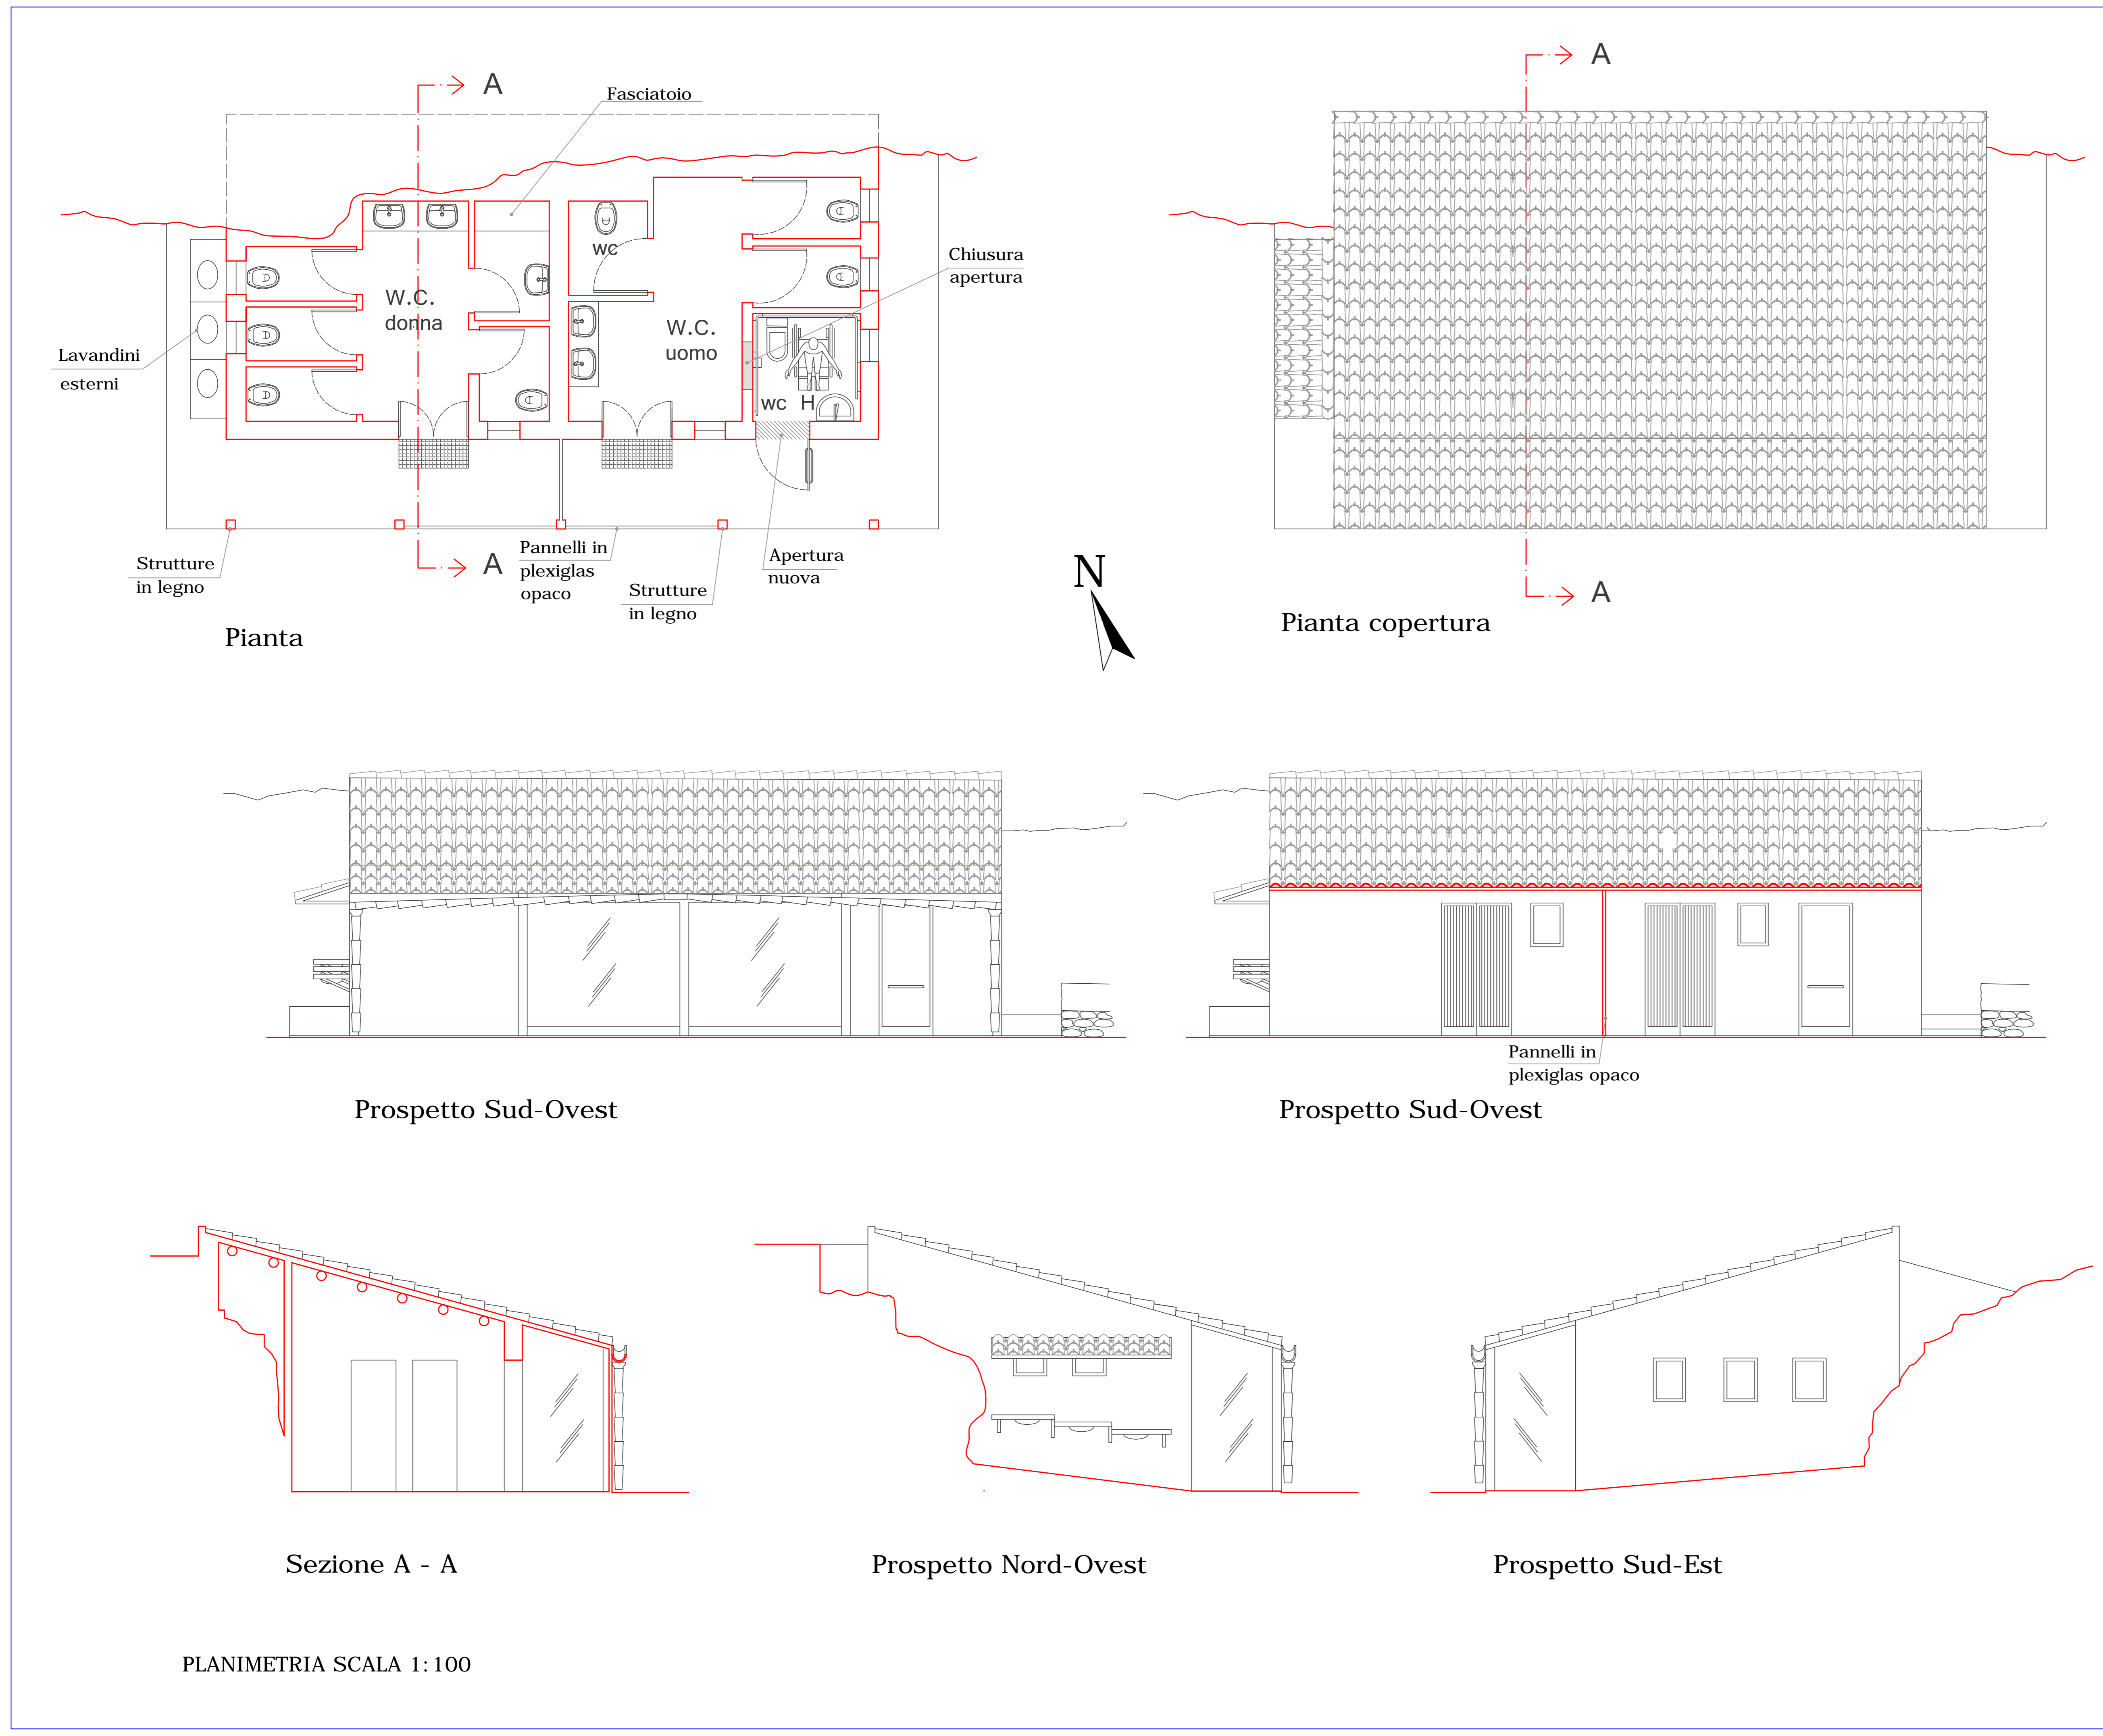 A
A
Fasciatoio
wc
Chiusura
apertura
W.C.
donna
W.C.
uomo
Lavandini
esterni
wc H
Strutture
in legno
A
Pannelli in
plexiglas
opaco
Strutture
in legno
Apertura
nuova
N
A
Pianta
Pianta copertura
Pannelli in
plexiglas opaco
Prospetto Sud-Ovest
Prospetto Sud-Ovest
Sezione A - A
Prospetto Nord-Ovest
Prospetto Sud-Est
PLANIMETRIA SCALA 1:100